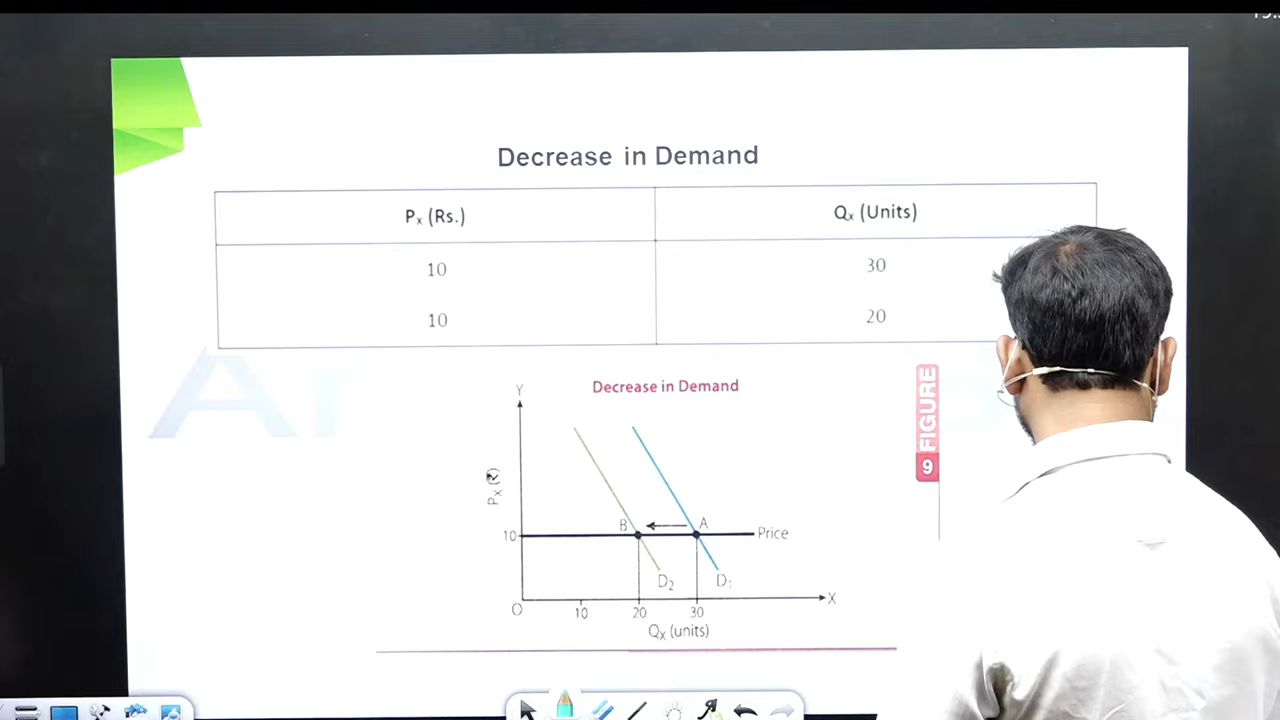 Decrease in Demand
Pₓ (Rs.) Qₓ (Units)
10 30
10 20
Decrease in Demand
Y
Pₓ (₹)
B A
10 Price
D₂ D₁
O 10 20 30 X
Qₓ (units)
FIGURE
9